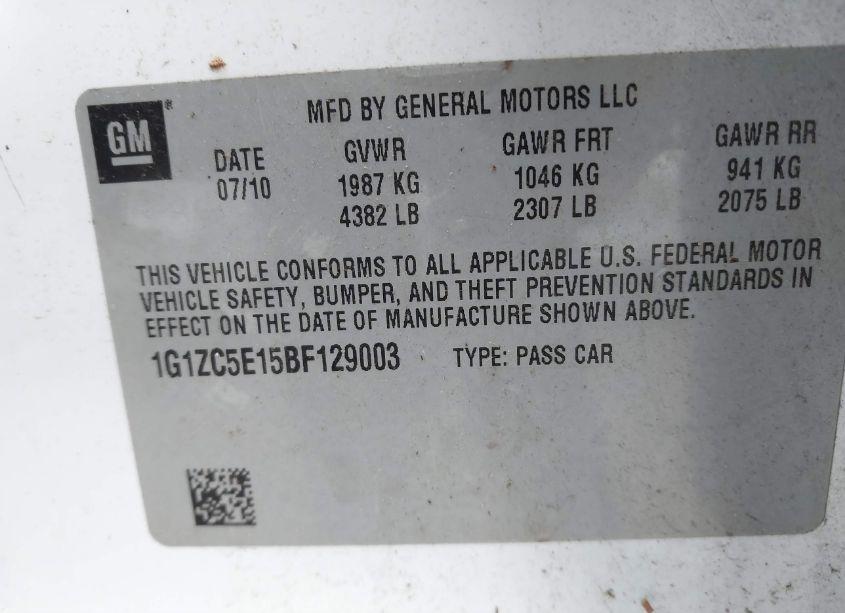 GM®
MFD BY GENERAL MOTORS LLC
DATE GVWR GAWR FRT GAWR RR
07/10 1987 KG 1046 KG 941 KG
4382 LB 2307 LB 2075 LB
THIS VEHICLE CONFORMS TO ALL APPLICABLE U.S. FEDERAL MOTOR
VEHICLE SAFETY, BUMPER, AND THEFT PREVENTION STANDARDS IN
EFFECT ON THE DATE OF MANUFACTURE SHOWN ABOVE.
1G1ZC5E15BF129003 TYPE: PASS CAR